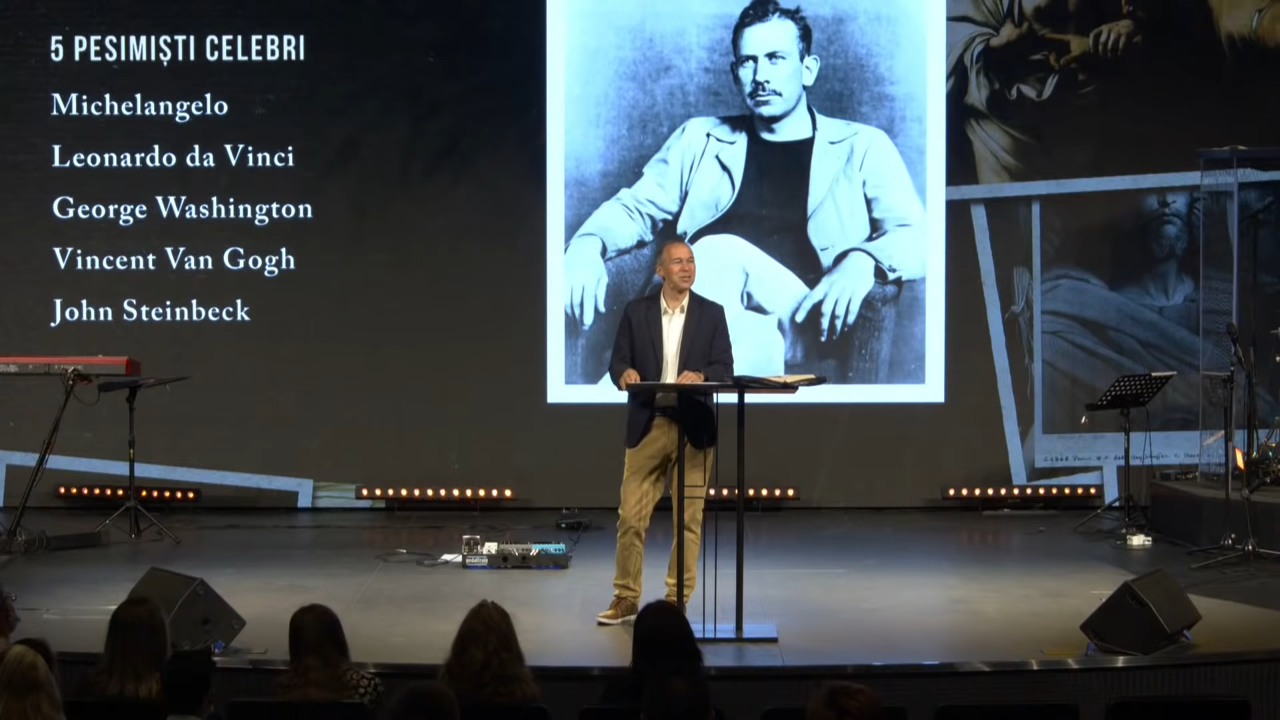 5 PESIMIȘTI CELEBRI
Michelangelo
Leonardo da Vinci
George Washington
Vincent Van Gogh
John Steinbeck